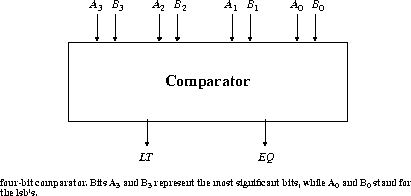 A₃ B₃ A₂ B₂ A₁ B₁ A₀ B₀
Comparator
LT EQ
four-bit comparator. Bits A₃ and B₃ represent the most significant bits, while A₀ and B₀ stand for
the lsb's.